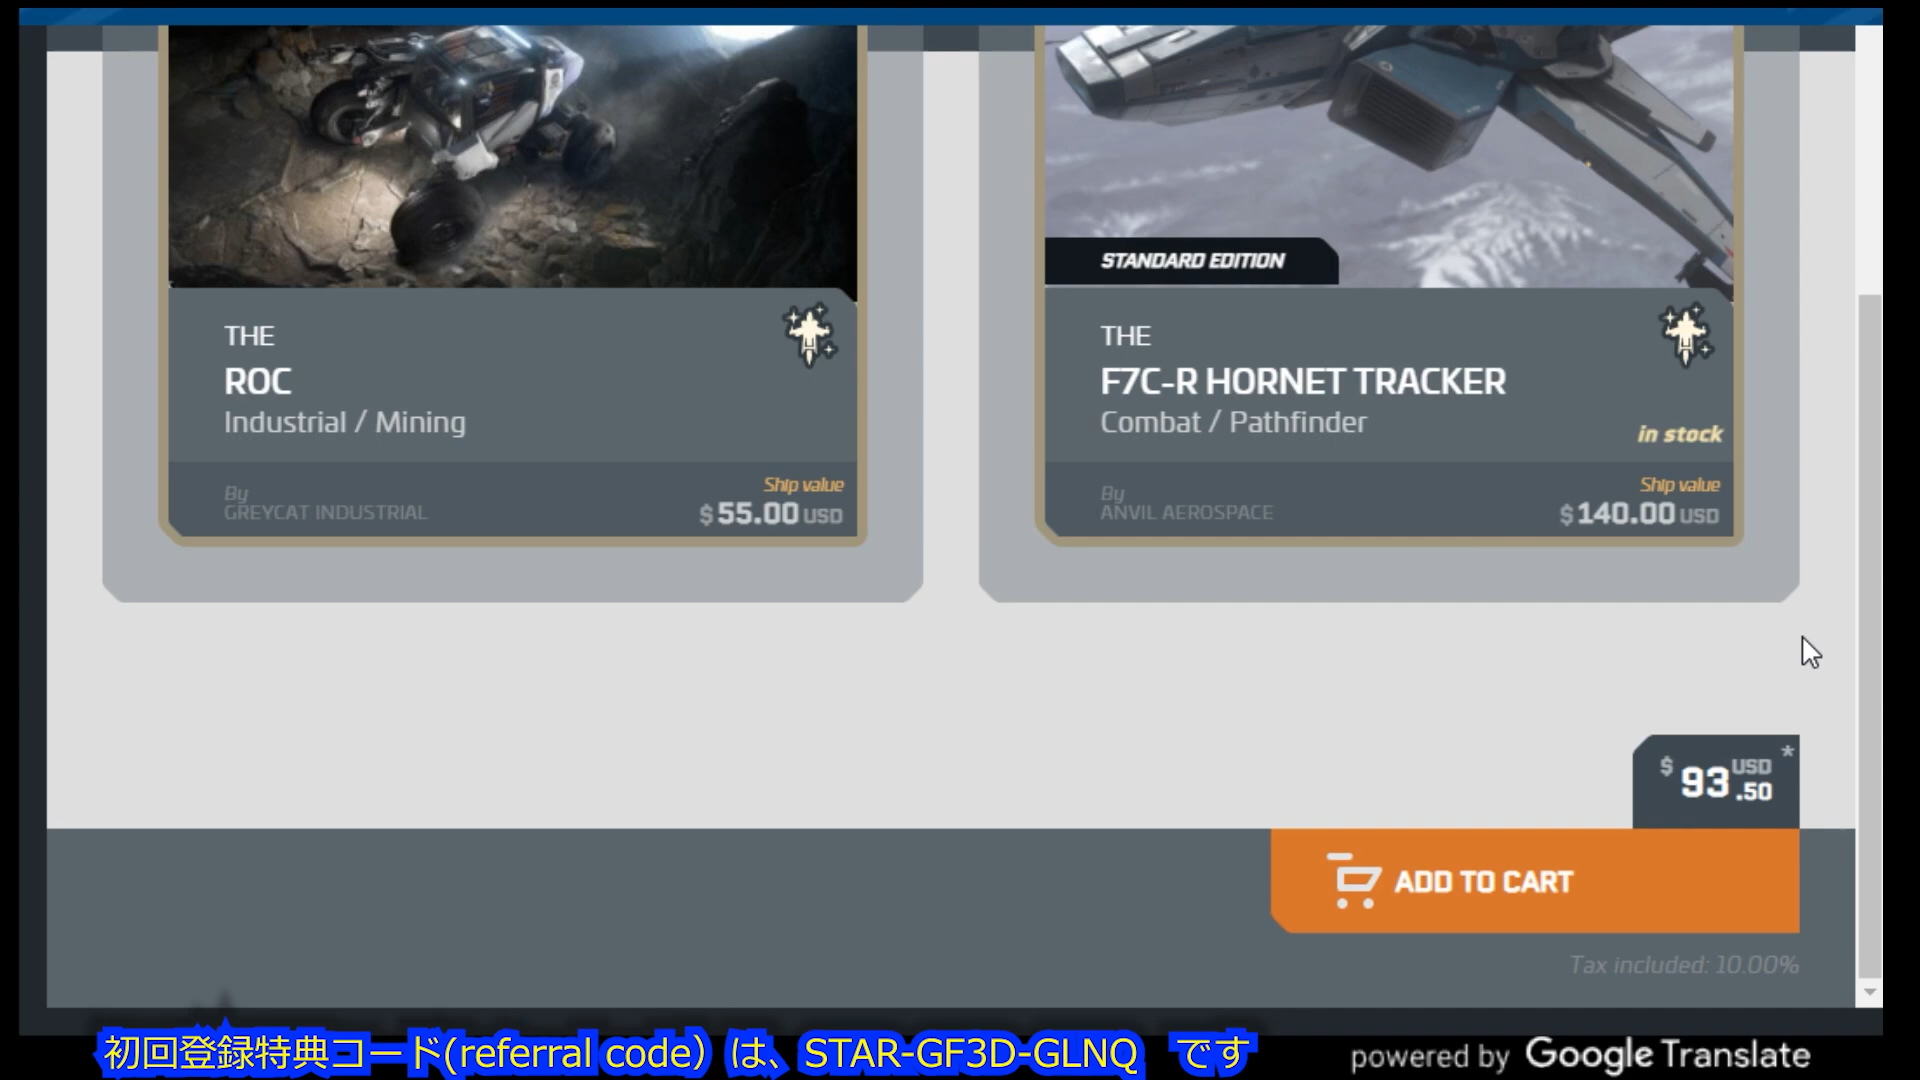 STANDARD EDITION
THE
ROC
Industrial / Mining
By
GREYCAT INDUSTRIAL
Ship value
$55.00 USD
THE
F7C-R HORNET TRACKER
Combat / Pathfinder
in stock
By
ANVIL AEROSPACE
Ship value
$140.00 USD
$ 93.50 USD *
ADD TO CART
Tax included: 10.00%
初回登録特典コード(referral code）は、STAR-GF3D-GLNQ です
powered by Google Translate